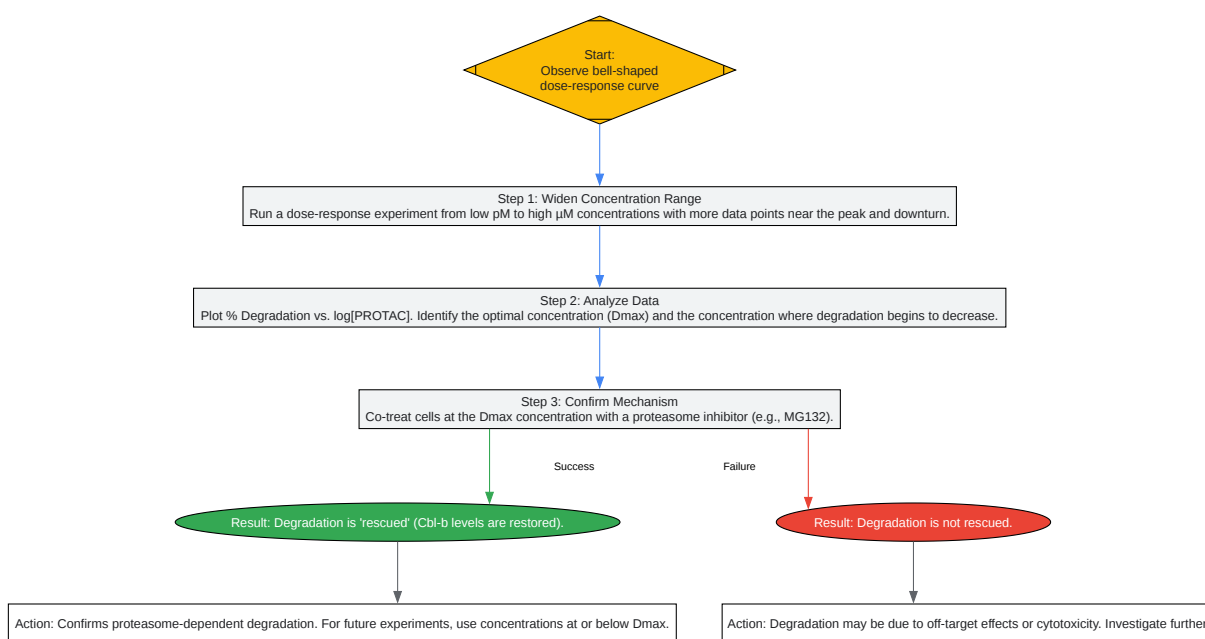 Start:
Observe bell-shaped
dose-response curve
Step 1: Widen Concentration Range
Run a dose-response experiment from low pM to high µM concentrations with more data points near the peak and downturn.
Step 2: Analyze Data
Plot % Degradation vs. log[PROTAC]. Identify the optimal concentration (Dmax) and the concentration where degradation begins to decrease.
Step 3: Confirm Mechanism
Co-treat cells at the Dmax concentration with a proteasome inhibitor (e.g., MG132).
Success
Failure
Result: Degradation is 'rescued' (Cbl-b levels are restored).
Result: Degradation is not rescued.
Action: Confirms proteasome-dependent degradation. For future experiments, use concentrations at or below Dmax.
Action: Degradation may be due to off-target effects or cytotoxicity. Investigate further